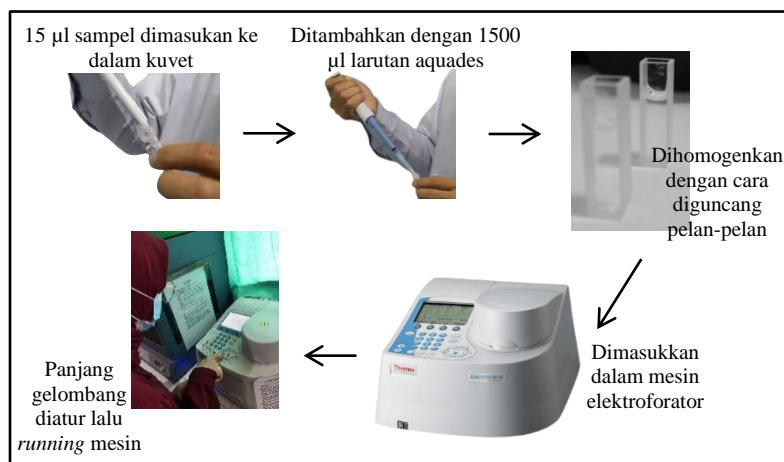 15 µl sampel dimasukan ke
dalam kuvet
Ditambahkan dengan 1500
µl larutan aquades
Dihomogenkan
dengan cara
diguncang
pelan-pelan
Dimasukkan
dalam mesin
elektroforator
Thermo
Panjang
gelombang
diatur lalu
running mesin